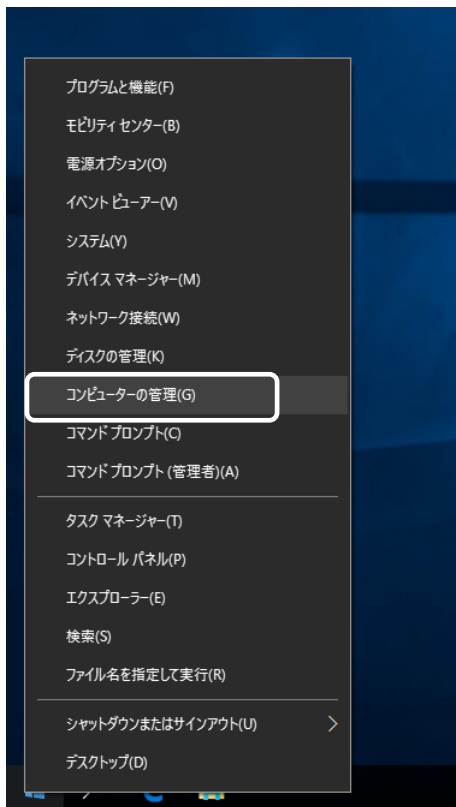 プログラムと機能(F)
モビリティ センター(B)
電源オプション(O)
イベント ビューアー(V)
システム(Y)
デバイス マネージャー(M)
ネットワーク接続(W)
ディスクの管理(K)
コンピューターの管理(G)
コマンド プロンプト(C)
コマンド プロンプト (管理者)(A)
タスク マネージャー(T)
コントロール パネル(P)
エクスプローラー(E)
検索(S)
ファイル名を指定して実行(R)
シャットダウンまたはサインアウト(U)
デスクトップ(D)